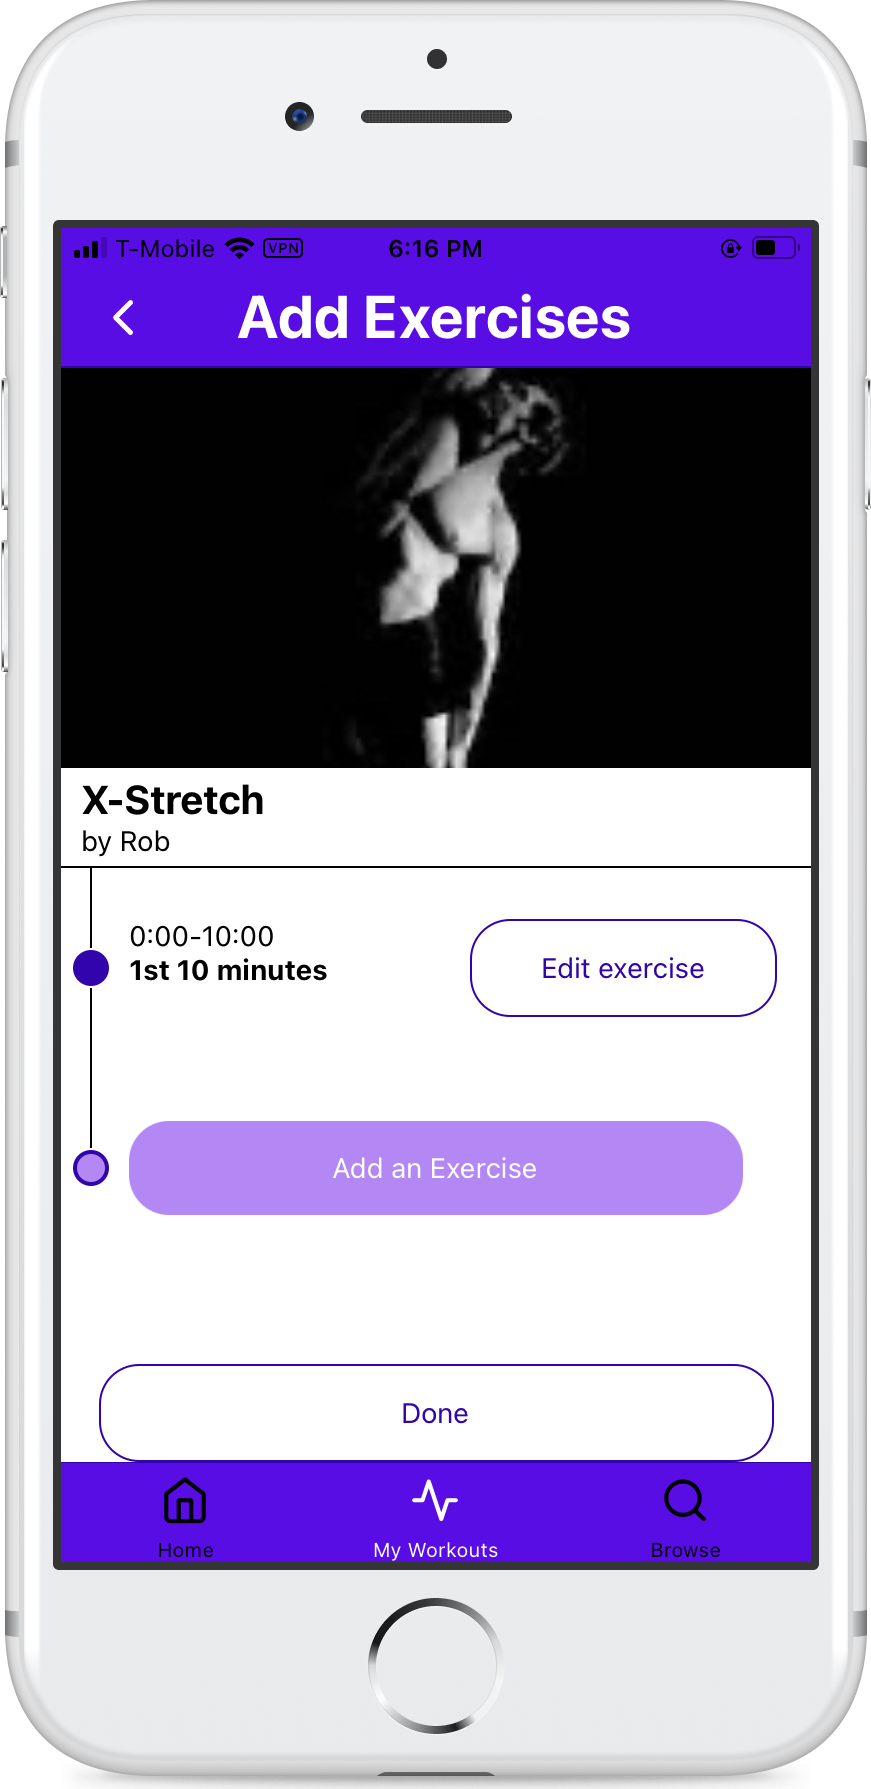 T-Mobile VPN 6:16 PM
Add Exercises
X-Stretch
by Rob
0:00-10:00
1st 10 minutes
Edit exercise
Add an Exercise
Done
Home My Workouts Browse